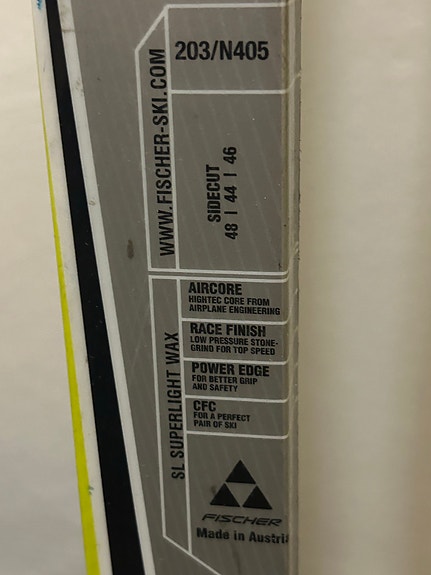 203/N405
WWW.FISCHER-SKI.COM
SIDECUT
48 | 44 | 46
SL SUPERLIGHT WAX
AIRCORE
HIGHTEC CORE FROM
AIRPLANE ENGINEERING
RACE FINISH
LOW PRESSURE STONE-
GRIND FOR TOP SPEED
POWER EDGE
FOR BETTER GRIP
AND SAFETY
CFC
FOR A PERFECT
PAIR OF SKI
FISCHER
Made in Austria